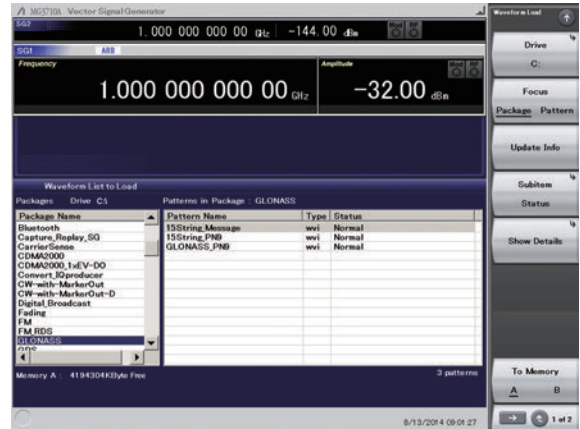 MG3710A Vector Signal Generator
SG2
1. 000 000 000 00 GHz
-144. 00 dBm
Mod RF
SG1 ARB
Frequency
1.000 000 000 00 GHz
Amplitude
Mod RF
-32.00 dBm
Waveform List to Load
Packages Drive C:\
Patterns in Package : GLONASS
Package Name
Bluetooth
Capture_Replay_SG
CarrierSense
CDMA2000
CDMA2000_1xEV-DO
Convert_IQproducer
CW-with-MarkerOut
CW-with-MarkerOut-D
Digital_Broadcast
Fading
FM
FM_RDS
GLONASS
Pattern Name Type Status
15String_Message wvi Normal
15String_PN9 wvi Normal
GLONASS_PN9 wvi Normal
Memory A : 4194304KByte Free
3 patterns
8/13/2014 09:01:27
Waveform Load
Drive
C:
Focus
Package Pattern
Update Info
Subitem
Status
Show Details
To Memory
A B
1 of 2